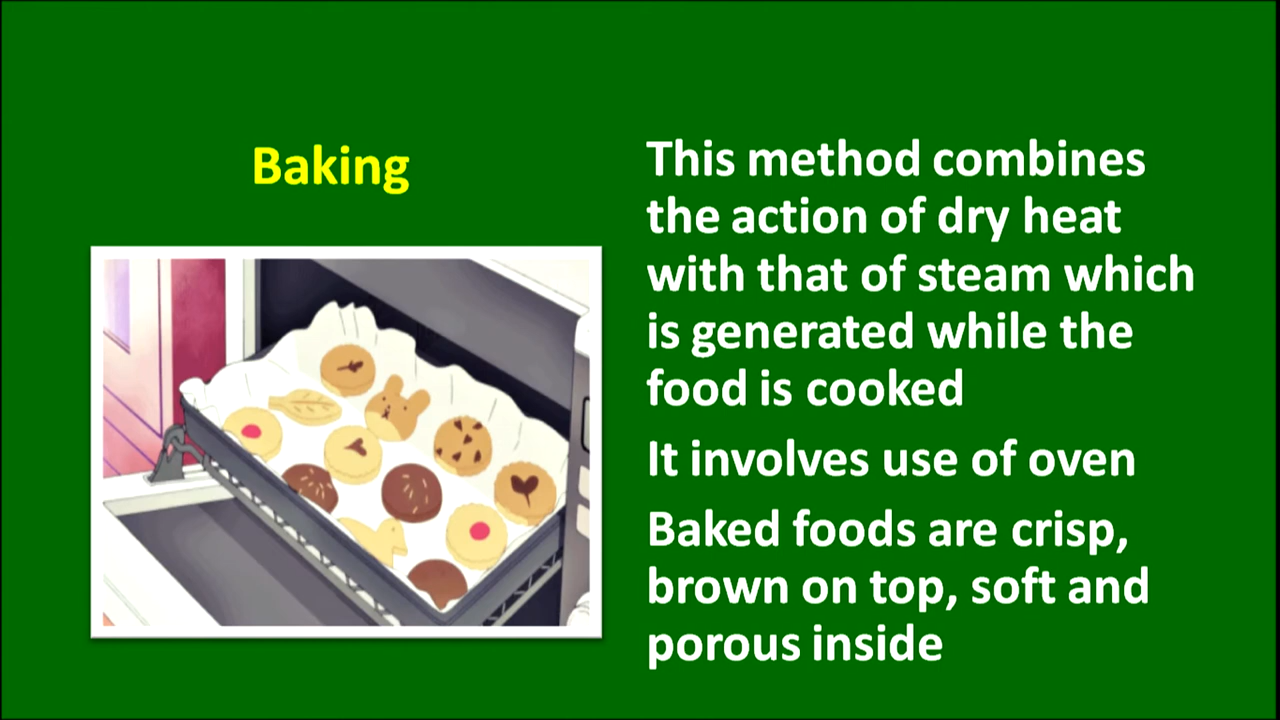 Baking
This method combines
the action of dry heat
with that of steam which
is generated while the
food is cooked
It involves use of oven
Baked foods are crisp,
brown on top, soft and
porous inside